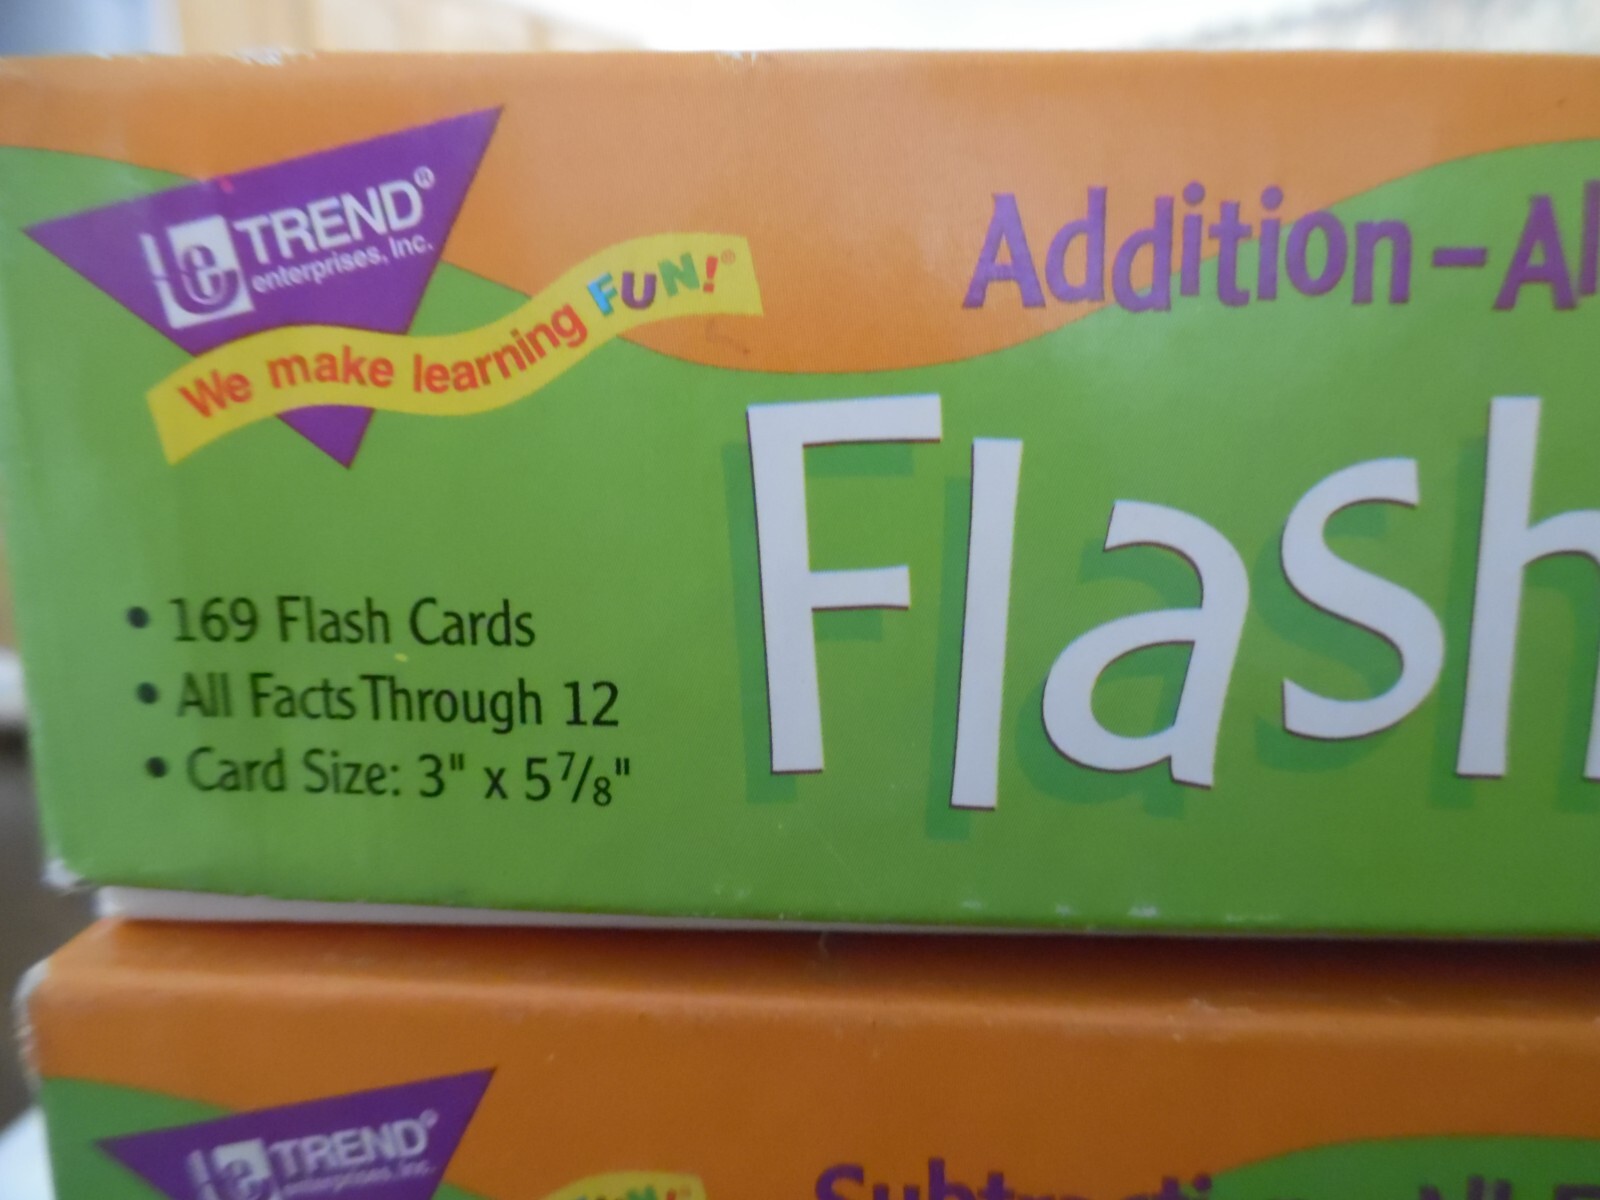 TREND®
enterprises, Inc.
We make learning FUN!®
Addition-Al
Flash
• 169 Flash Cards
• All Facts Through 12
• Card Size: 3" x 5⅞"
TREND®
enterprises, Inc.
FUN!®